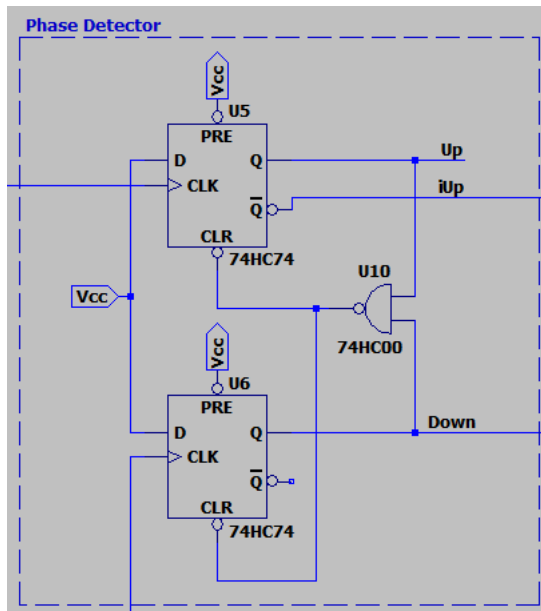 Phase Detector
Vcc
U5
PRE
D
Q
Up
CLK
iUp
Q̅
CLR
74HC74
U10
Vcc
74HC00
Vcc
U6
PRE
D
Q
Down
CLK
Q̅
CLR
74HC74